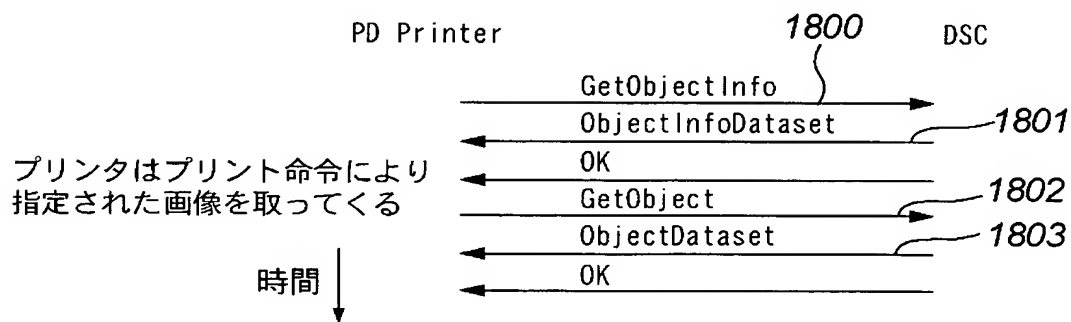 PD Printer 1800 DSC
GetObjectInfo
ObjectInfoDataset 1801
プリンタはプリント命令により
指定された画像を取ってくる
OK
GetObject 1802
ObjectDataset 1803
時間
OK